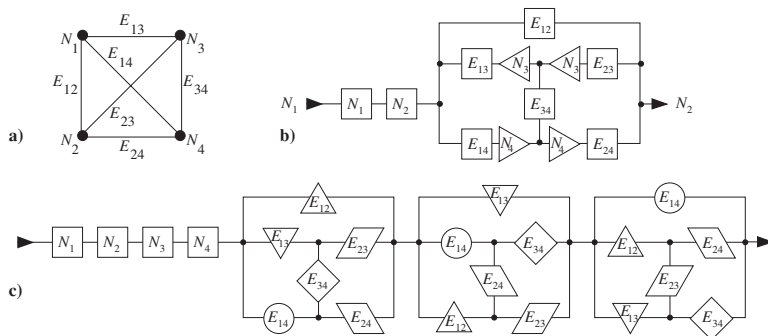 E13
N1 N3
E14
E12 E34
E23
N2 N4
E24
a)
E12
E13 N3 N3 E23
N1 N1 N2 E34 N2
E14 N4 N4 E24
b)
E12 E13 E14
N1 N2 N3 N4 E13 E23 E14 E34 E12 E24
E34 E24 E23
E14 E24 E12 E23 E13 E34
c)